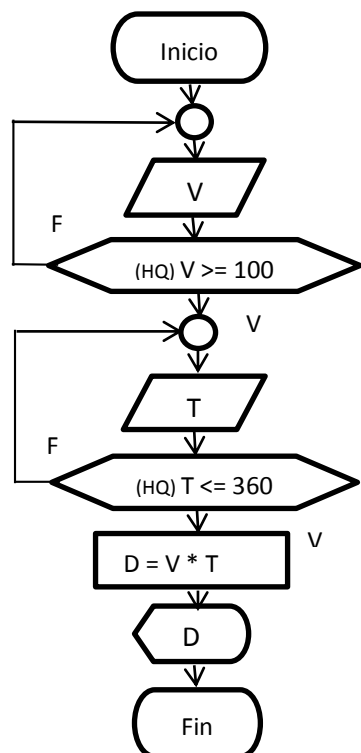 Inicio
V
F
(HQ) V >= 100
V
T
F
(HQ) T <= 360
V
D = V * T
D
Fin